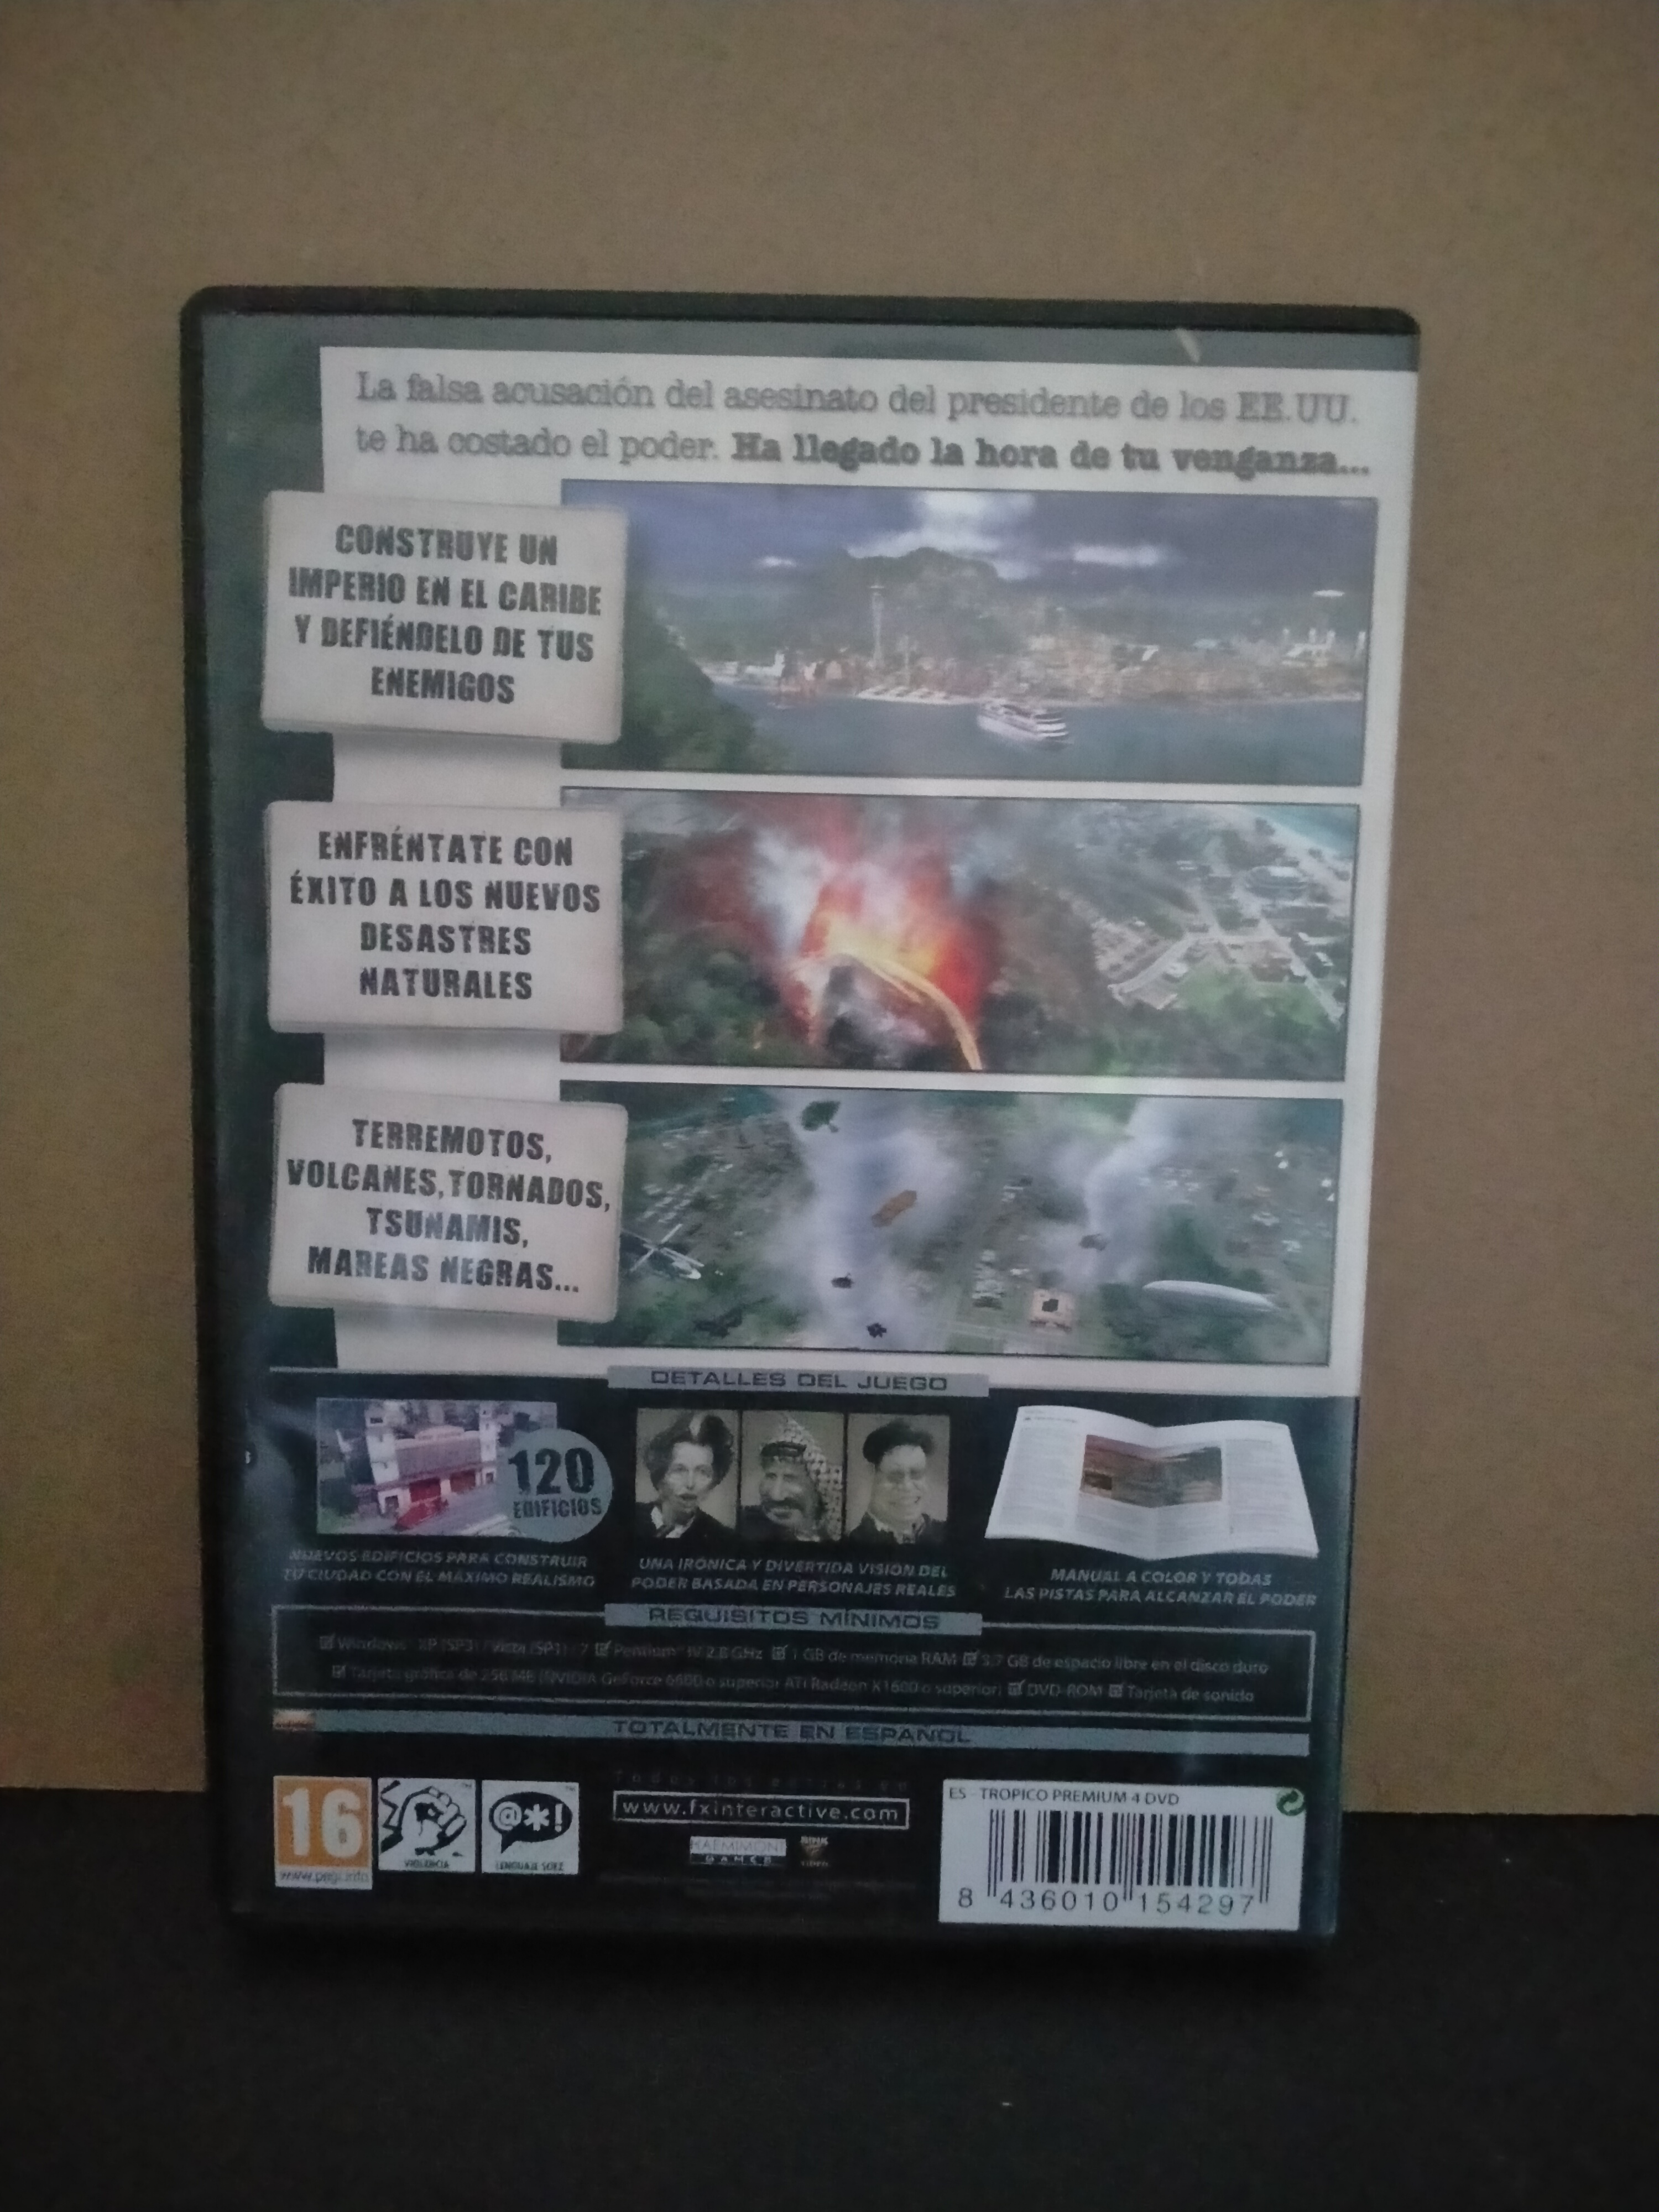 La falsa acusación del asesinato del presidente de los EE.UU.
te ha costado el poder. Ha llegado la hora de tu venganza...
CONSTRUYE UN
IMPERIO EN EL CARIBE
Y DEFIÉNDELO DE TUS
ENEMIGOS
ENFRÉNTATE CON
ÉXITO A LOS NUEVOS
DESASTRES
NATURALES
TERREMOTOS,
VOLCANES, TORNADOS,
TSUNAMIS,
MAREAS NEGRAS...
DETALLES DEL JUEGO
120
EDIFICIOS
NUEVOS EDIFICIOS PARA CONSTRUIR
TU CIUDAD CON EL MÁXIMO REALISMO
UNA IRÓNICA Y DIVERTIDA VISIÓN DEL
PODER BASADA EN PERSONAJES REALES
MANUAL A COLOR Y TODAS
LAS PISTAS PARA ALCANZAR EL PODER
REQUISITOS MÍNIMOS
Windows® XP (SP3) / Vista (SP1) / 7 Pentium® IV 2.8 GHz 1 GB de memoria RAM 3,7 GB de espacio libre en el disco duro
Tarjeta gráfica de 256 MB (NVIDIA GeForce 6600 o superior ATI Radeon X1600 o superior) DVD-ROM Tarjeta de sonido
TOTALMENTE EN ESPAÑOL
16
www.pegi.info
VIOLENCIA
@*!
LENGUAJE SOEZ
www.fxinteractive.com
HAEMIMONT
GAMES
BINK
VIDEO
ES - TROPICO PREMIUM 4 DVD
8 436010 154297